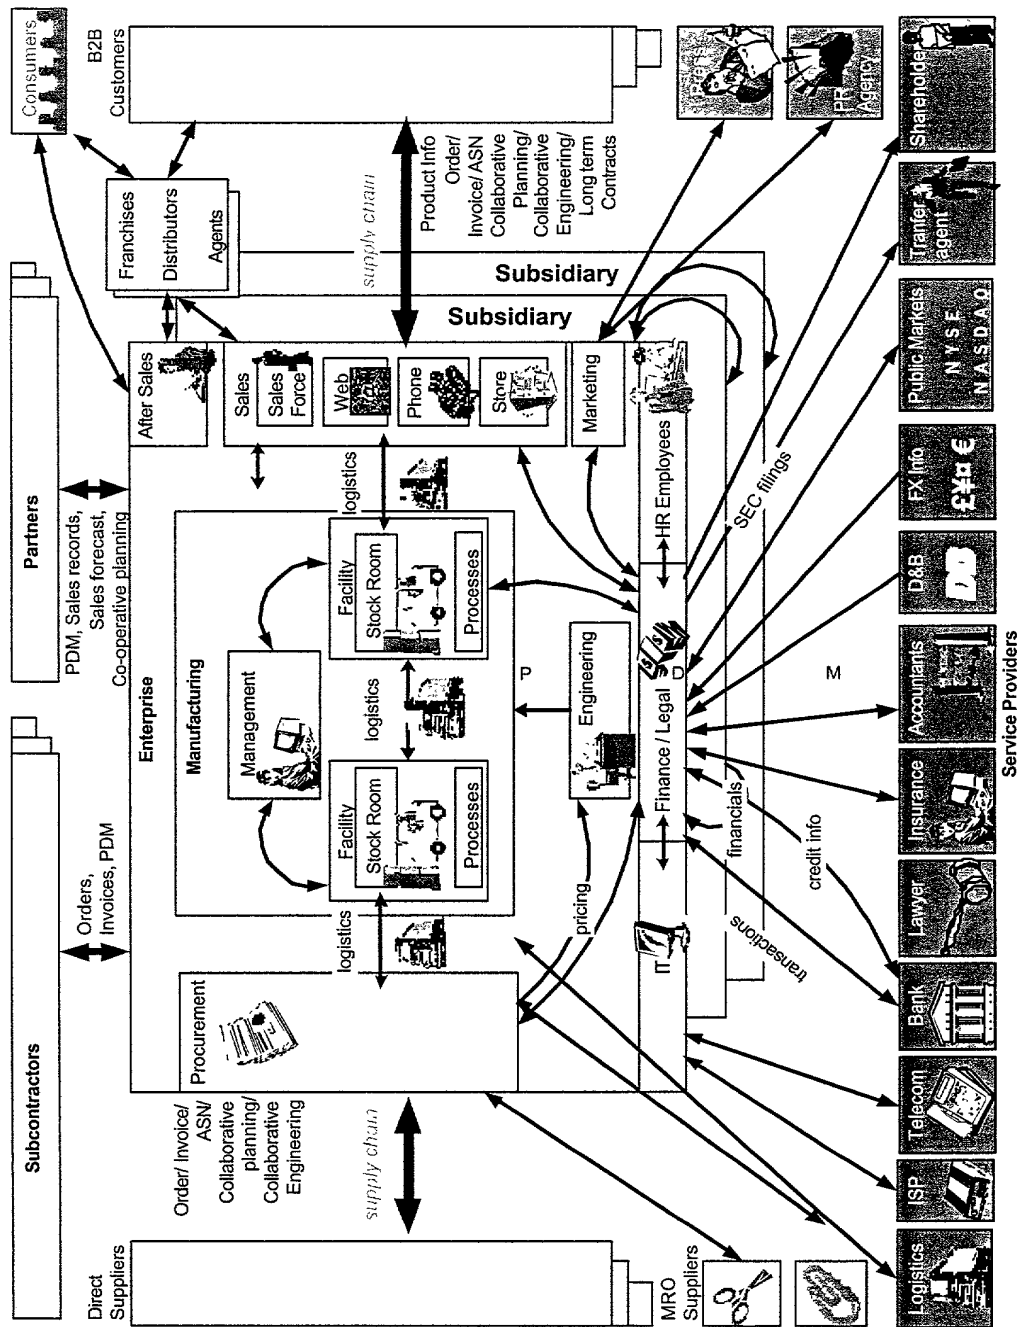 Subcontractors
Partners
Orders,
Invoices, PDM
PDM, Sales records,
Sales forecast,
Co-operative planning
Consumers
Direct
Suppliers
Order/ Invoice/
ASN/
Collaborative
planning/
Collaborative
Engineering
supply chain
Enterprise
Procurement
logistics
Manufacturing
Management
Facility
Stock Room
Processes
logistics
Facility
Stock Room
Processes
logistics
After Sales
Sales
Sales
Force
Web
Phone
Store
Marketing
Franchises
Distributors
Agents
B2B
Customers
supply chain
Product Info
Order/
Invoice/ ASN
Collaborative
Planning/
Collaborative
Engineering/
Long term
Contracts
Subsidiary
Subsidiary
P
Engineering
pricing
IT
Finance / Legal
D
HR Employees
M
MRO
Suppliers
transactions
financials
credit info
SEC filings
Press
PR
Agency
Logistics
ISP
Telecom
Bank
Lawyer
Insurance
Accountants
D&B
FX Info
£¥¤€
Public Markets
NYSE
NASDAQ
Tranfer
agent
Shareholder
Service Providers